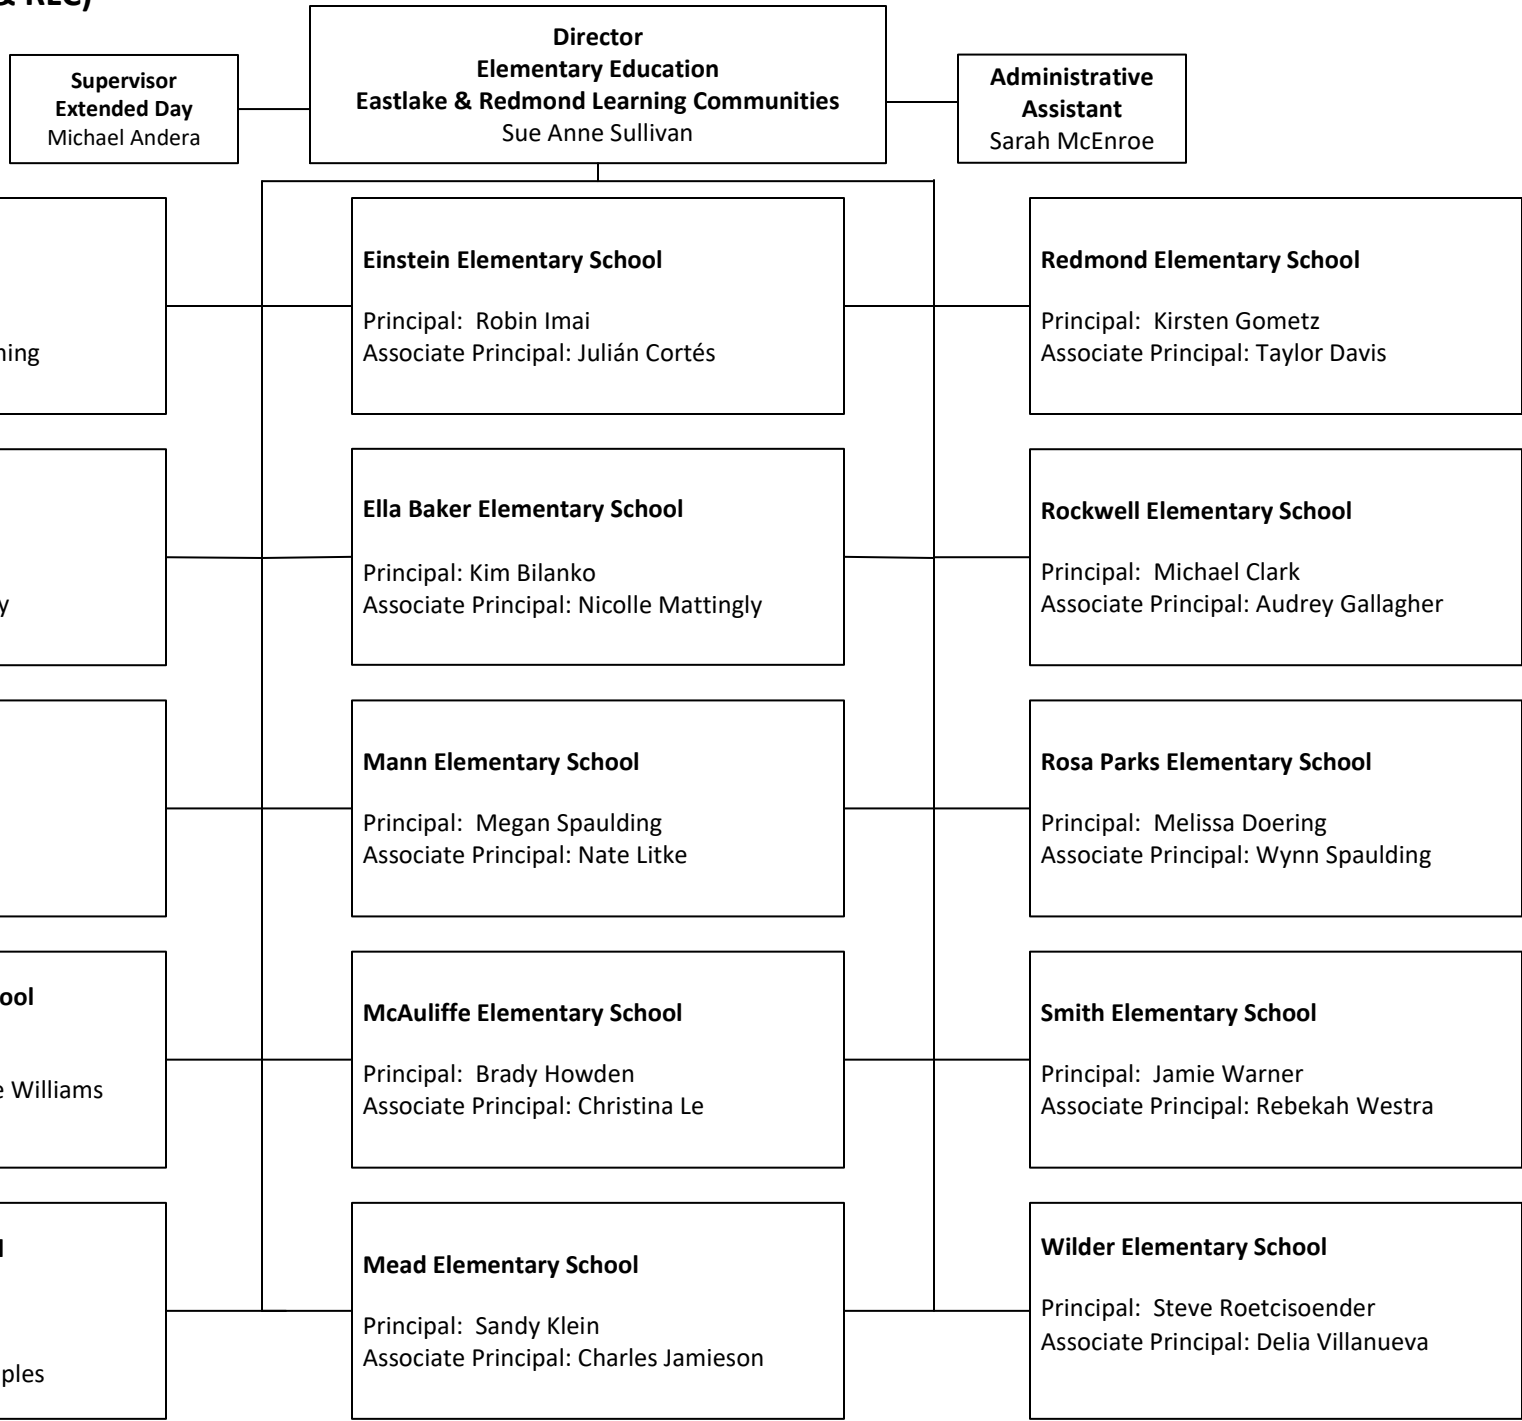 & RLC)
Director
Elementary Education
Eastlake & Redmond Learning Communities
Sue Anne Sullivan
Supervisor
Extended Day
Michael Andera
Administrative
Assistant
Sarah McEnroe
Einstein Elementary School
Principal: Robin Imai
Associate Principal: Julián Cortés
Redmond Elementary School
Principal: Kirsten Gometz
Associate Principal: Taylor Davis
Ella Baker Elementary School
Principal: Kim Bilanko
Associate Principal: Nicolle Mattingly
Rockwell Elementary School
Principal: Michael Clark
Associate Principal: Audrey Gallagher
Mann Elementary School
Principal: Megan Spaulding
Associate Principal: Nate Litke
Rosa Parks Elementary School
Principal: Melissa Doering
Associate Principal: Wynn Spaulding
Williams
McAuliffe Elementary School
Principal: Brady Howden
Associate Principal: Christina Le
Smith Elementary School
Principal: Jamie Warner
Associate Principal: Rebekah Westra
Mead Elementary School
Principal: Sandy Klein
Associate Principal: Charles Jamieson
Wilder Elementary School
Principal: Steve Roetcisoender
Associate Principal: Delia Villanueva